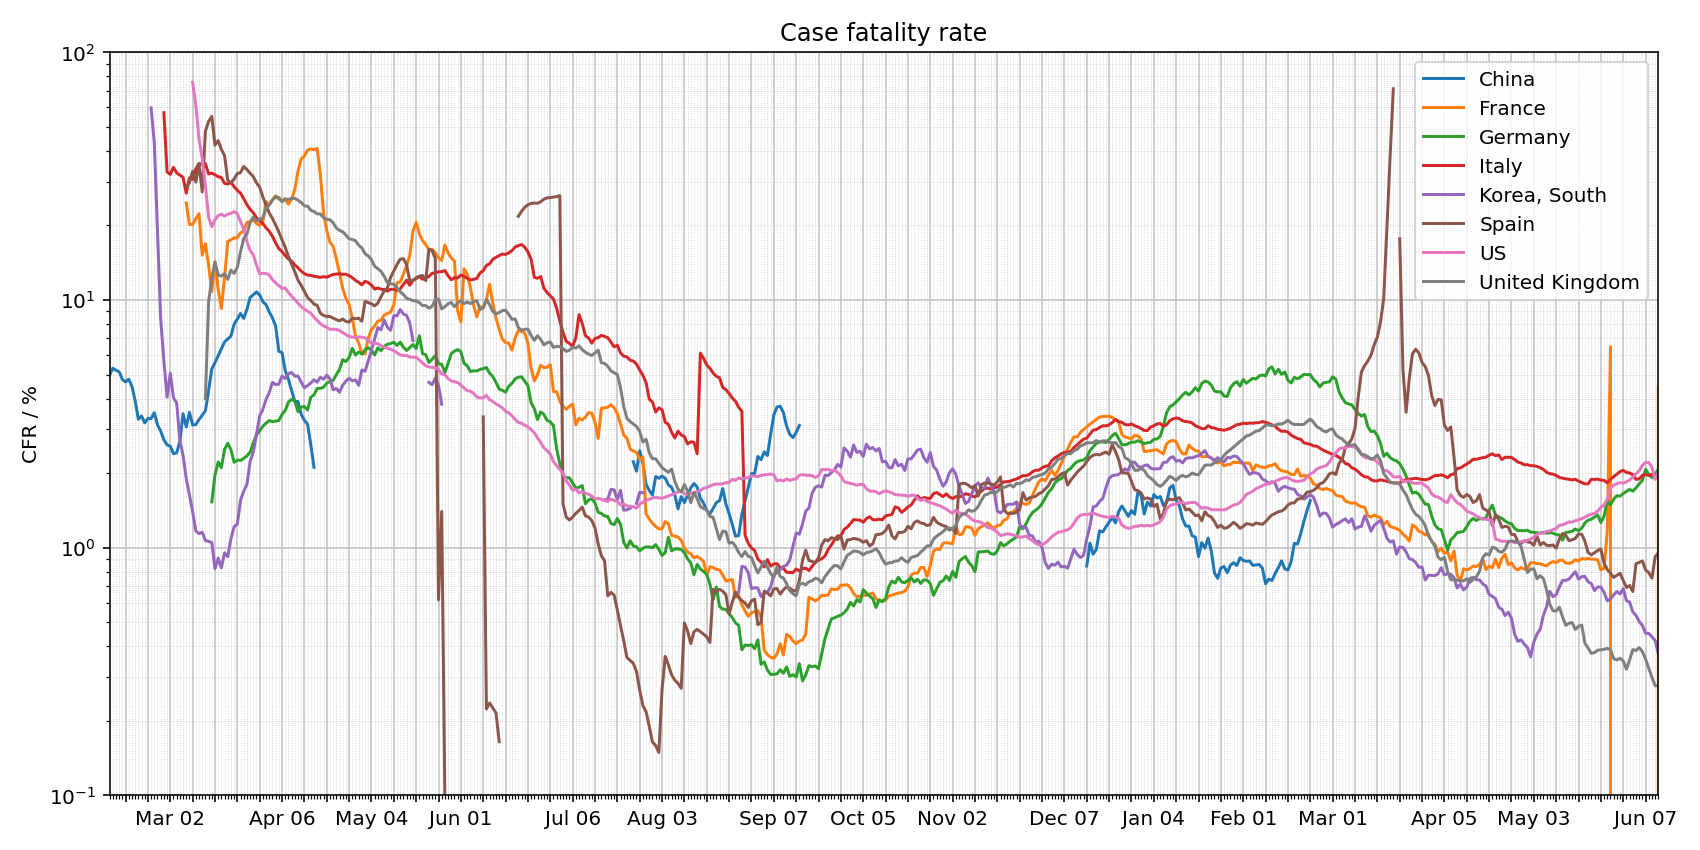 Case fatality rate
CFR / %
10²
10¹
10⁰
10⁻¹
China
France
Germany
Italy
Korea, South
Spain
US
United Kingdom
Mar 02 Apr 06 May 04 Jun 01 Jul 06 Aug 03 Sep 07 Oct 05 Nov 02 Dec 07 Jan 04 Feb 01 Mar 01 Apr 05 May 03 Jun 07